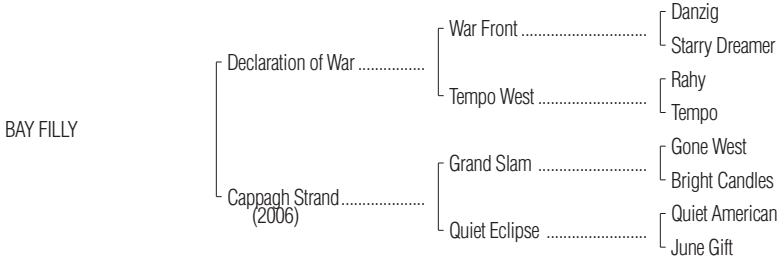 BAY FILLY
Declaration of War ................
War Front ..............................
Danzig
Starry Dreamer
Tempo West ..........................
Rahy
Tempo
Cappagh Strand ....................
(2006)
Grand Slam ..........................
Gone West
Bright Candles
Quiet Eclipse ........................
Quiet American
June Gift